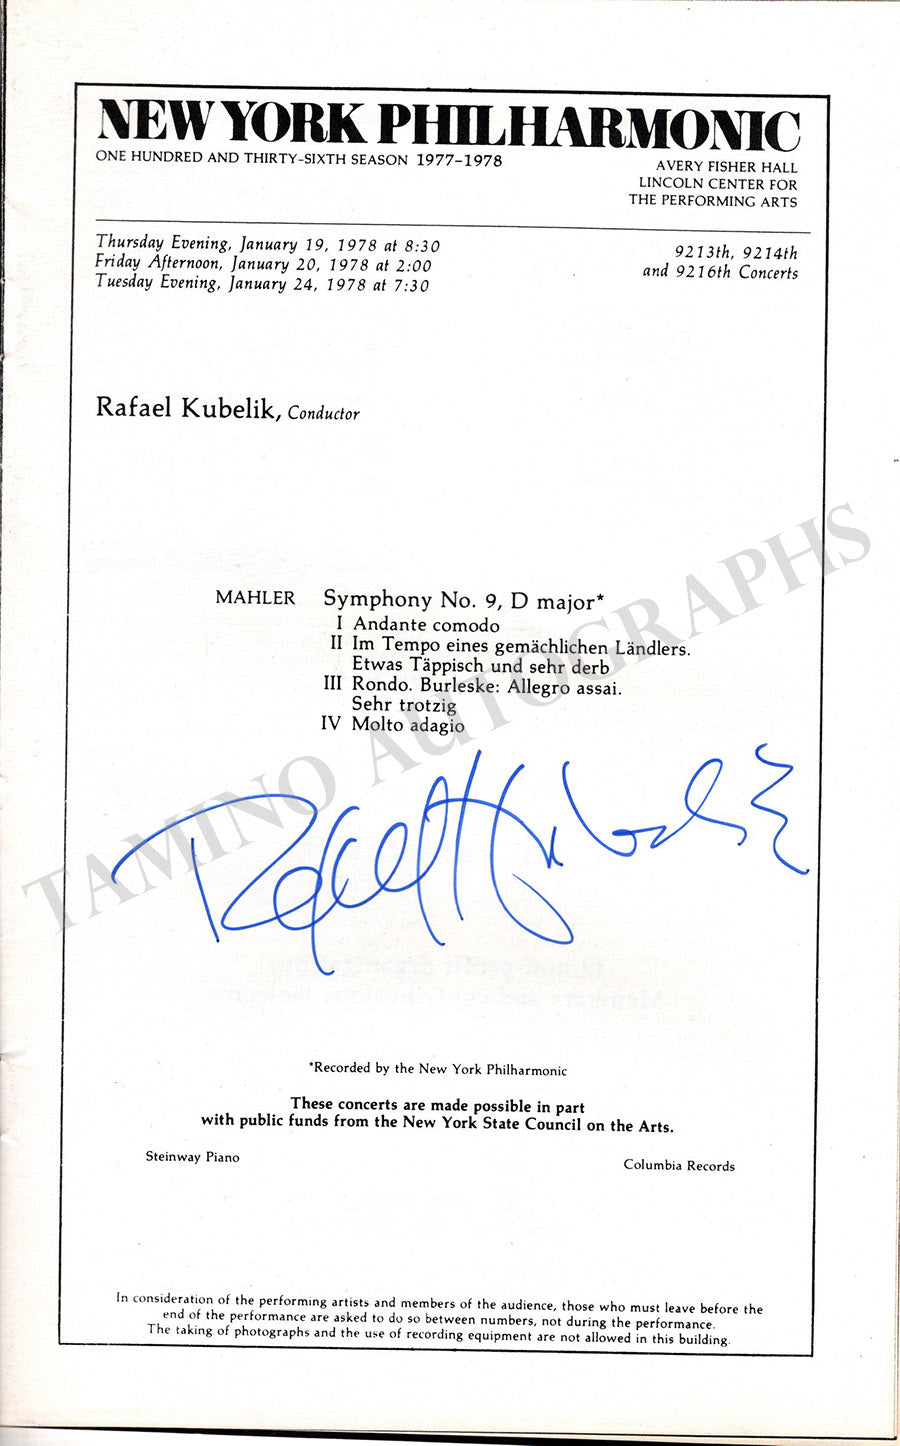 NEW YORK PHILHARMONIC
ONE HUNDRED AND THIRTY-SIXTH SEASON 1977-1978
AVERY FISHER HALL
LINCOLN CENTER FOR
THE PERFORMING ARTS
Thursday Evening, January 19, 1978 at 8:30
Friday Afternoon, January 20, 1978 at 2:00
Tuesday Evening, January 24, 1978 at 7:30
9213th, 9214th
and 9216th Concerts
Rafael Kubelik, Conductor
MAHLER Symphony No. 9, D major*
I Andante comodo
II Im Tempo eines gemächlichen Ländlers.
Etwas Täppisch und sehr derb
III Rondo. Burleske: Allegro assai.
Sehr trotzig
IV Molto adagio
TAMINO AUTOGRAPHS
Rafael Kubelik
*Recorded by the New York Philharmonic
These concerts are made possible in part
with public funds from the New York State Council on the Arts.
Steinway Piano
Columbia Records
In consideration of the performing artists and members of the audience, those who must leave before the
end of the performance are asked to do so between numbers, not during the performance.
The taking of photographs and the use of recording equipment are not allowed in this building.